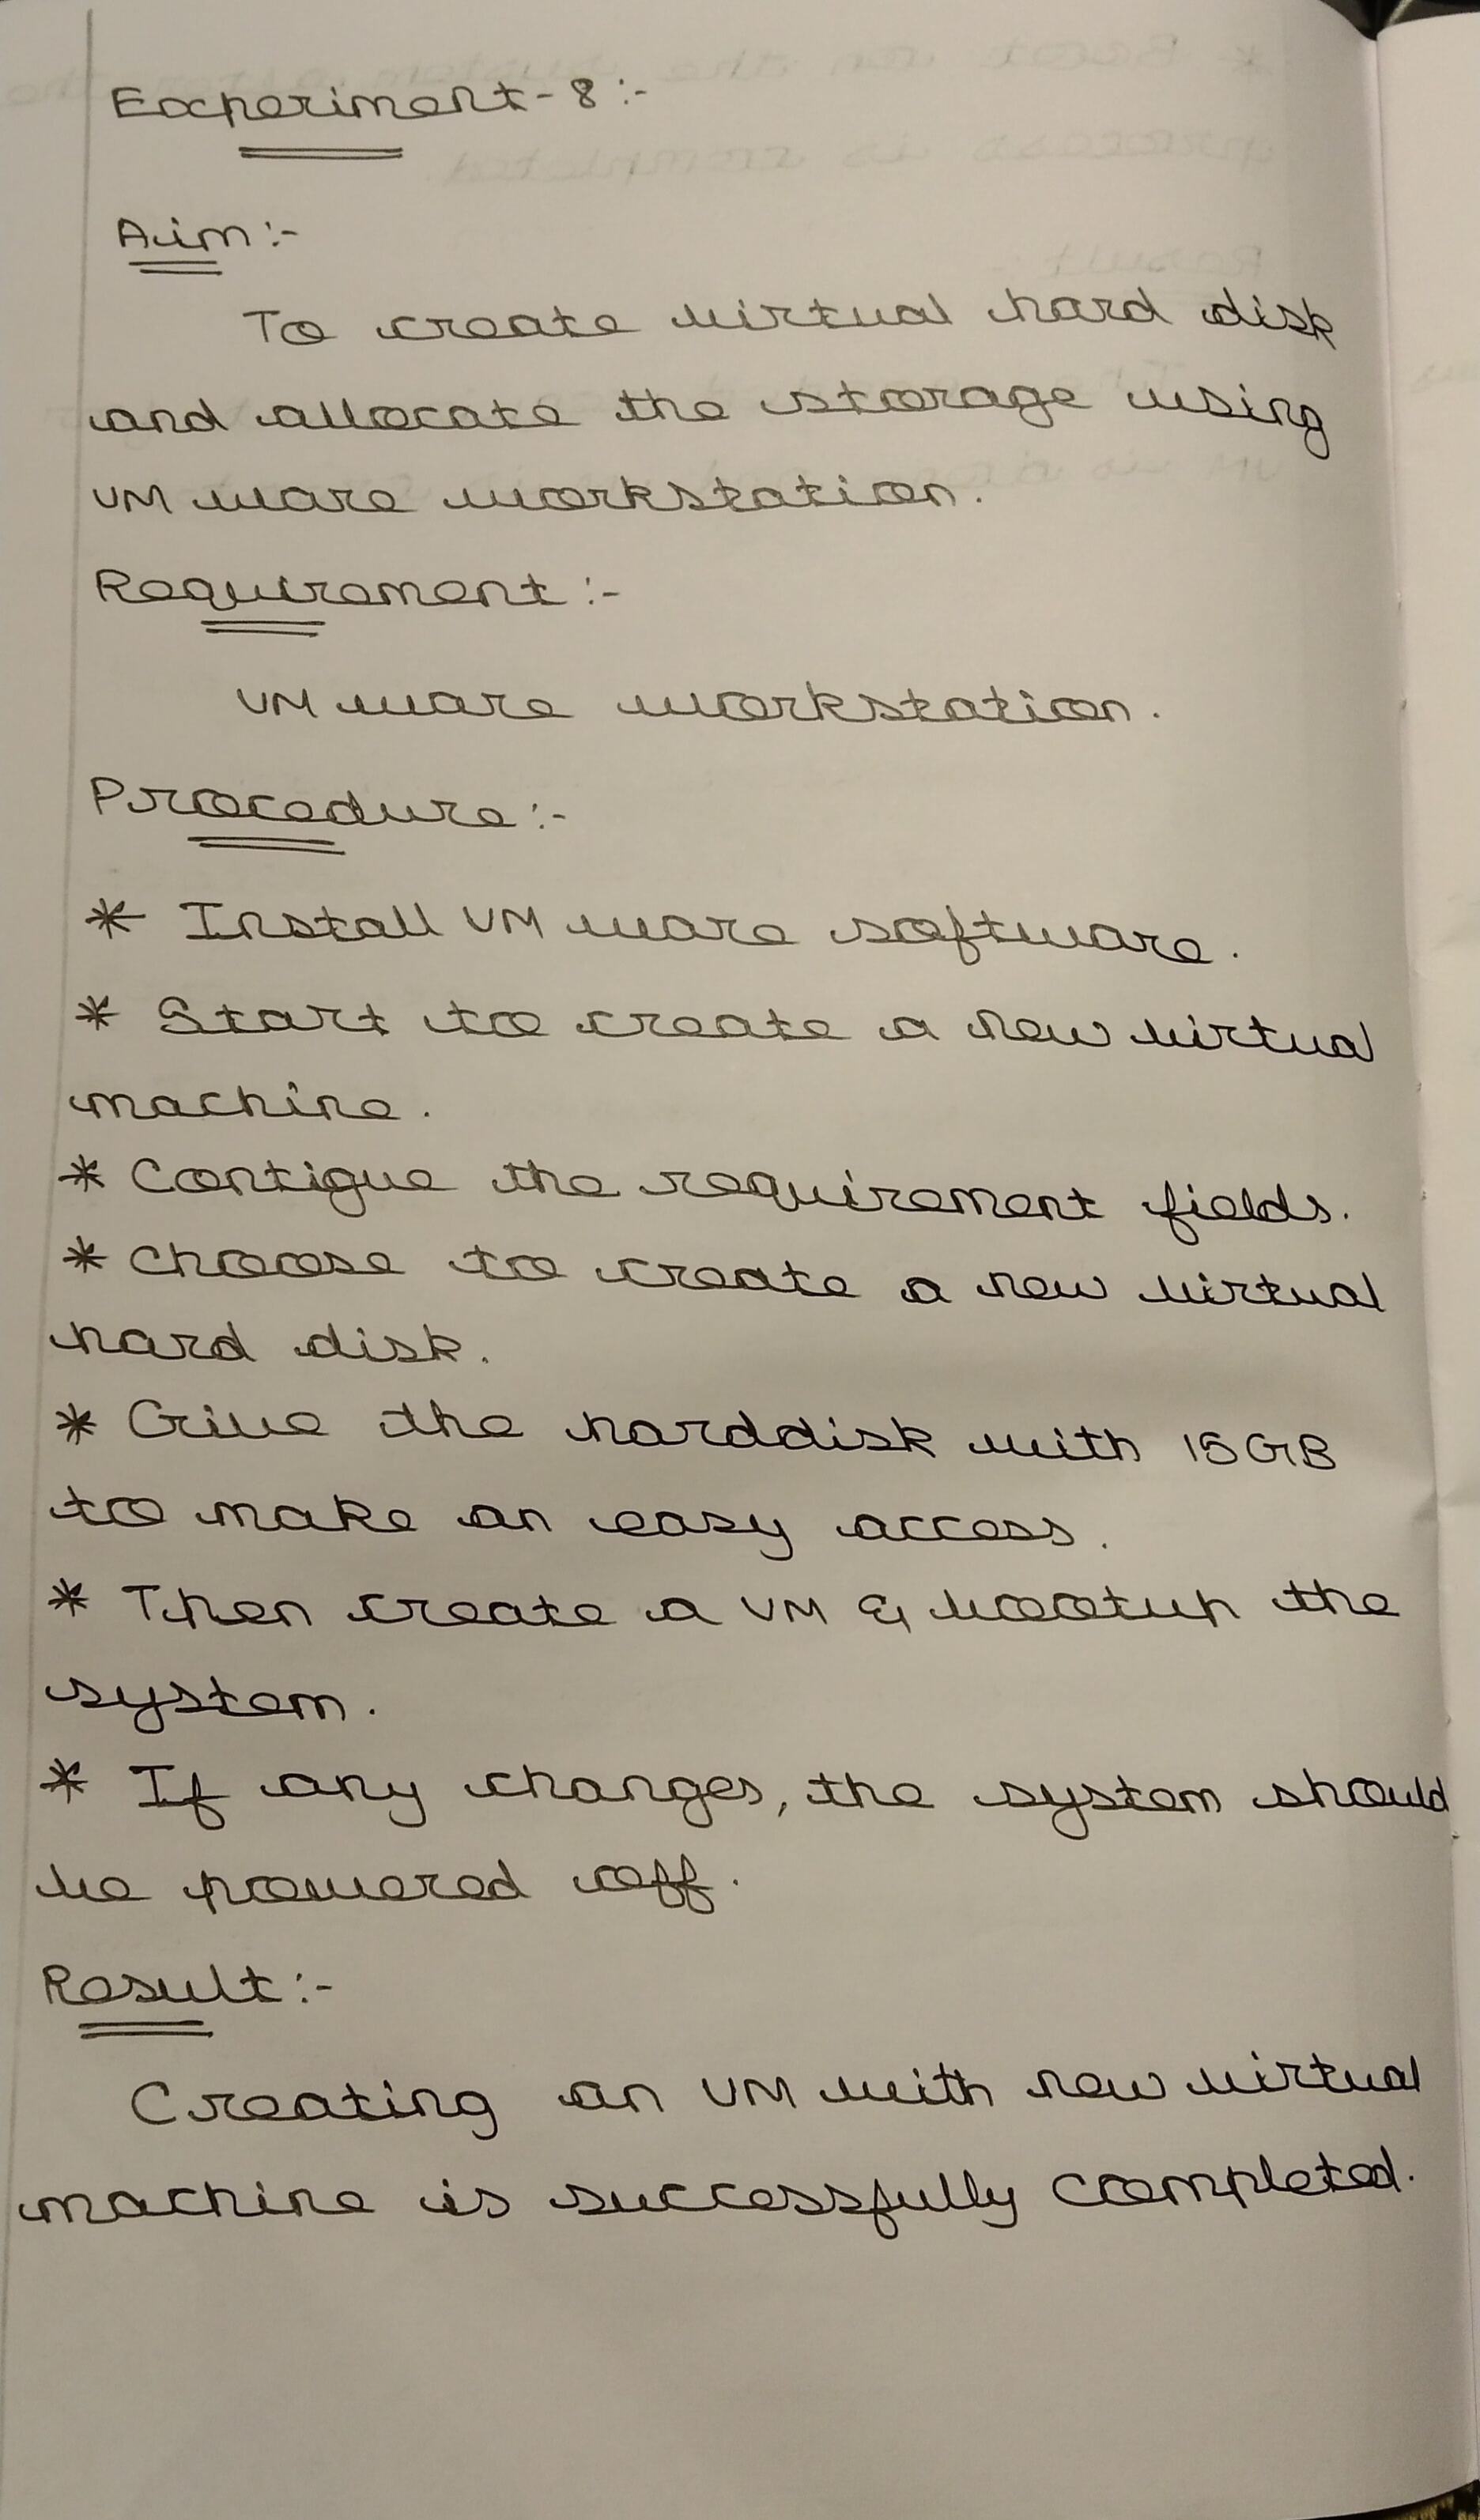 Experiment-8:-
Aim:-
To create virtual hard disk
and allocate the storage using
VM ware workstation.
Requirement:-
VM ware workstation.
Procedure:-
* Install VM ware software.
* Start to create a new virtual
machine.
* Contigue the requirement fields.
* Choose to create a new virtual
hard disk.
* Give the harddisk with 15GB
to make an easy access.
* Then create a VM & bootup the
system.
* If any changes, the system should
be powered off.
Result:-
Creating an VM with new virtual
machine is successfully completed.